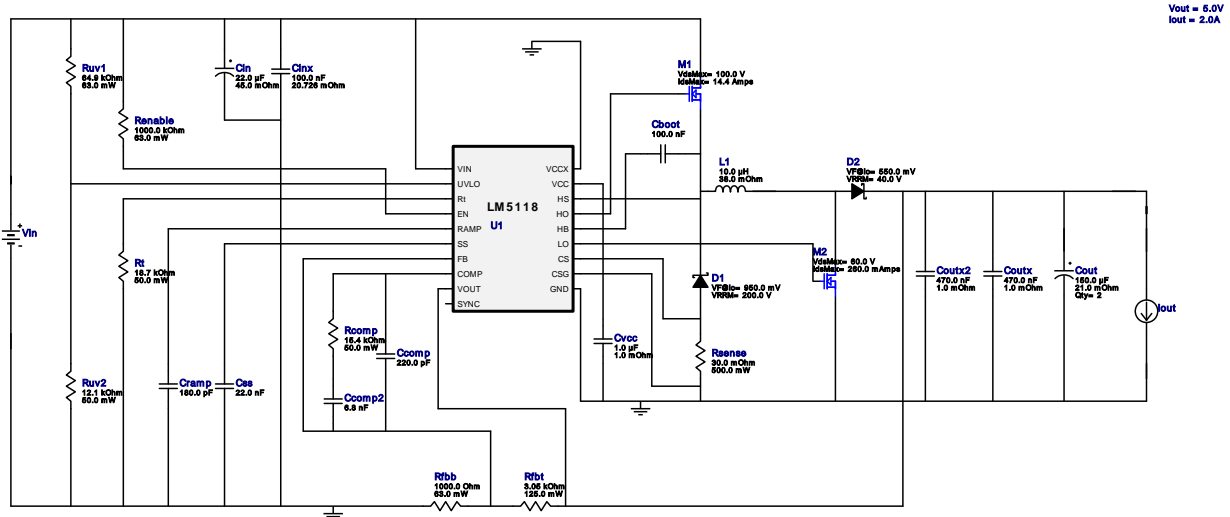 Vout = 5.0V
Iout = 2.0A
Ruv1
64.9 kOhm
63.0 mW
Cin
22.0 µF
45.0 mOhm
Cinx
100.0 nF
20.726 mOhm
Renable
1000.0 kOhm
63.0 mW
M1
VdsMax= 100.0 V
IdsMax= 14.4 Amps
Cboot
100.0 nF
VIN
UVLO
Rt
EN
RAMP
SS
FB
COMP
VOUT
SYNC
LM5118
U1
VCCX
VCC
HS
HO
HB
LO
CS
CSG
GND
L1
10.0 µH
38.0 mOhm
D2
VF@Io= 550.0 mV
VRRM= 40.0 V
Vin
Rt
18.7 kOhm
50.0 mW
M2
VdsMax= 60.0 V
IdsMax= 260.0 mAmps
D1
VF@Io= 950.0 mV
VRRM= 200.0 V
Coutx2
470.0 nF
1.0 mOhm
Coutx
470.0 nF
1.0 mOhm
Cout
150.0 µF
21.0 mOhm
Qty= 2
Iout
Rcomp
15.4 kOhm
50.0 mW
Ccomp
220.0 pF
Cvcc
1.0 µF
1.0 mOhm
Rsense
30.0 mOhm
500.0 mW
Ruv2
12.1 kOhm
50.0 mW
Cramp
180.0 pF
Css
22.0 nF
Ccomp2
6.8 nF
Rfbb
1000.0 Ohm
63.0 mW
Rfbt
3.05 kOhm
125.0 mW